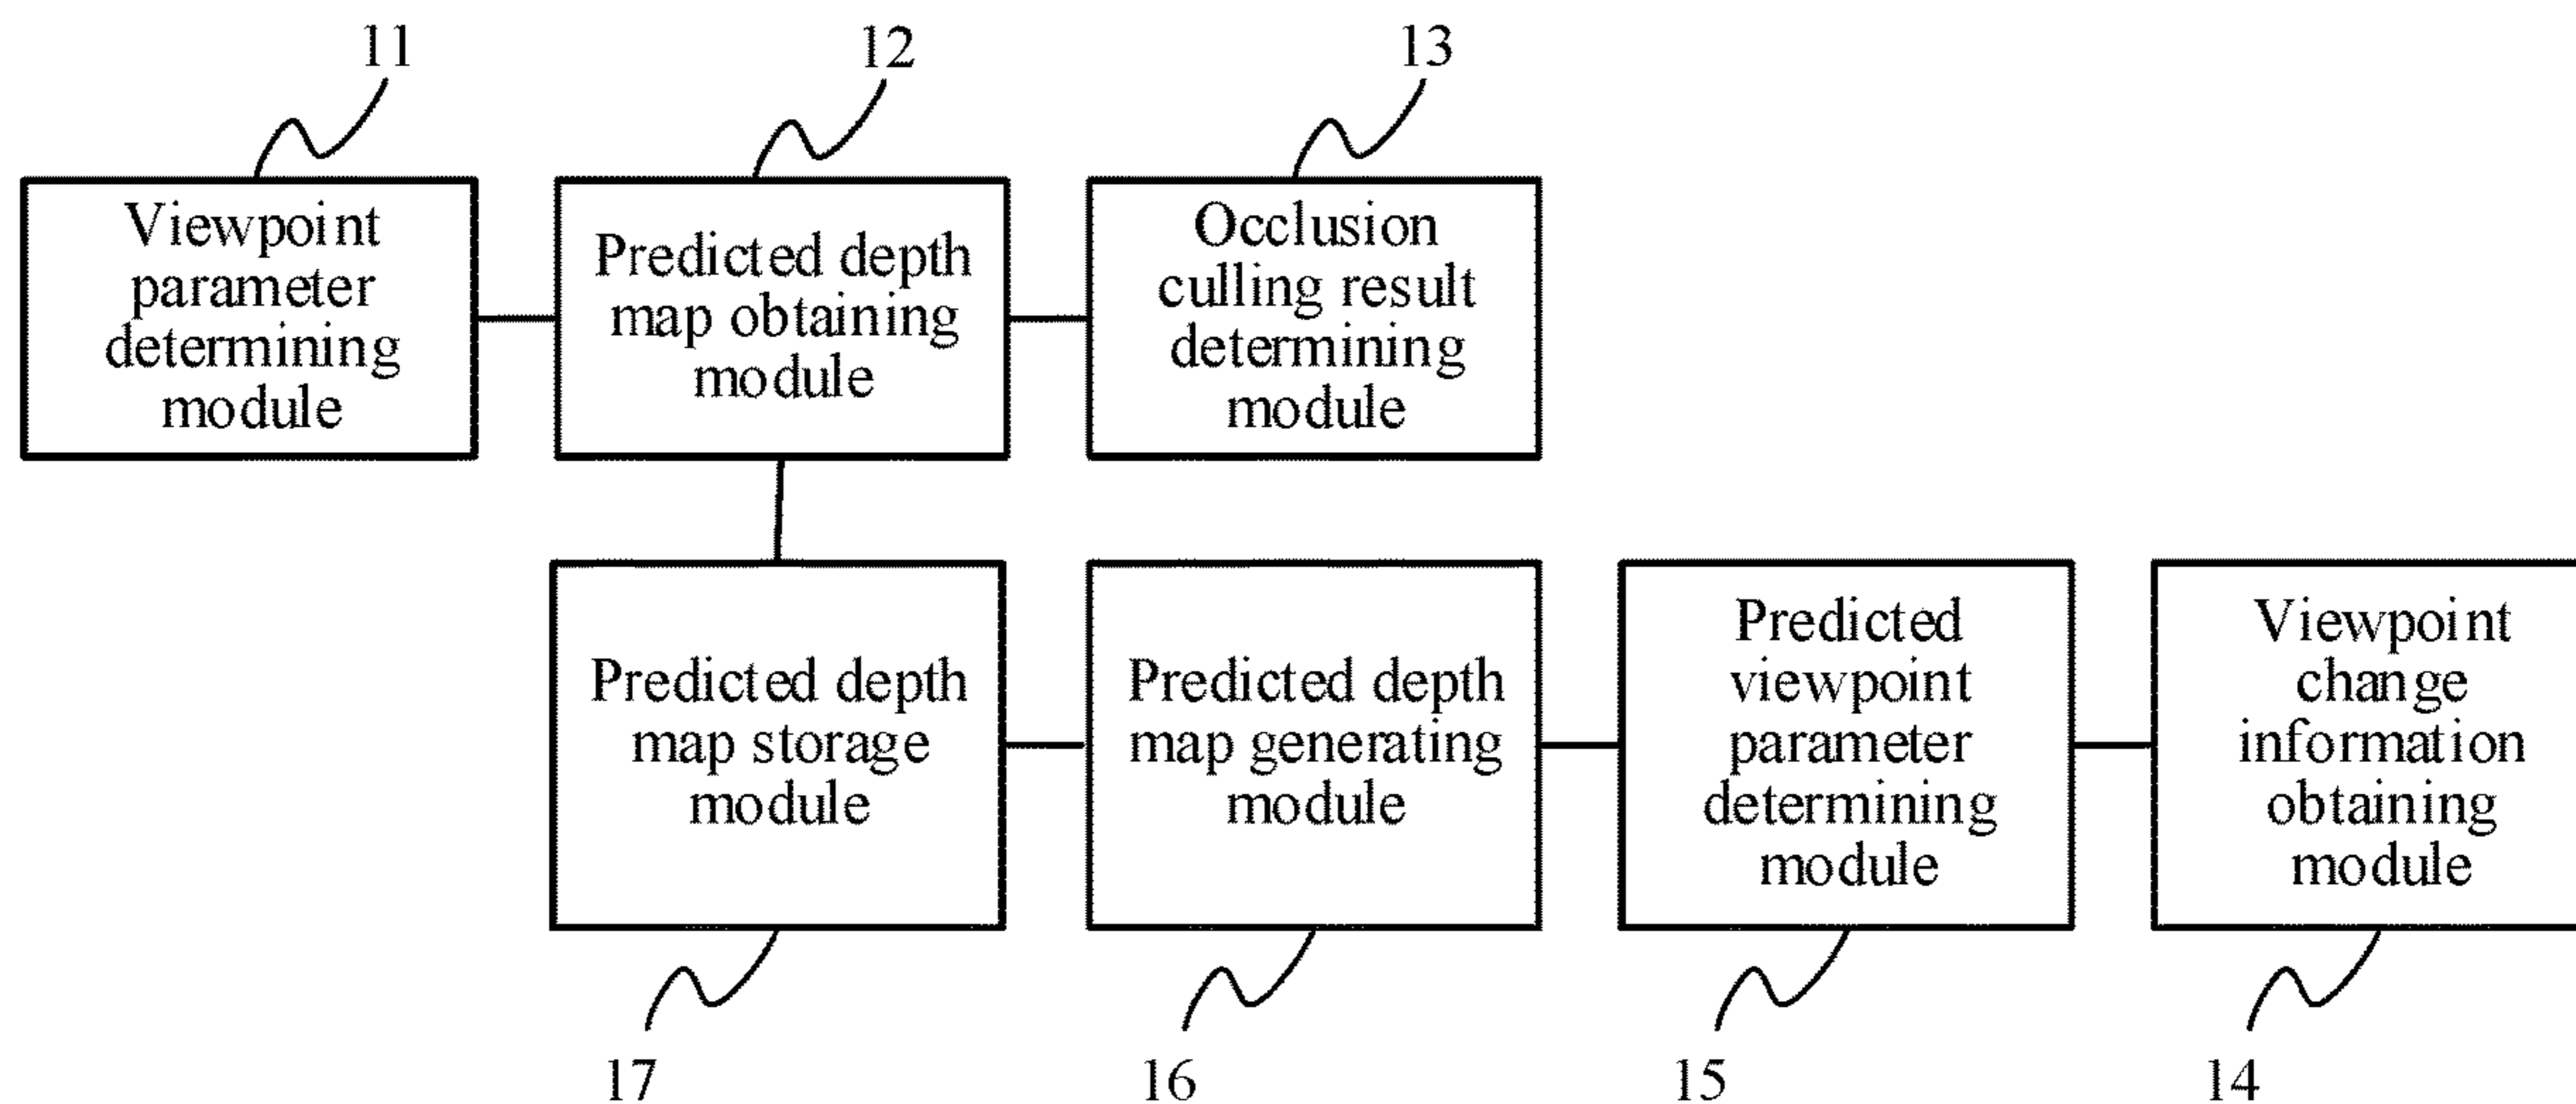 11
12
13
Viewpoint
parameter
determining
module
Predicted depth
map obtaining
module
Occlusion
culling result
determining
module
Predicted depth
map storage
module
Predicted depth
map generating
module
Predicted
viewpoint
parameter
determining
module
Viewpoint
change
information
obtaining
module
17
16
15
14